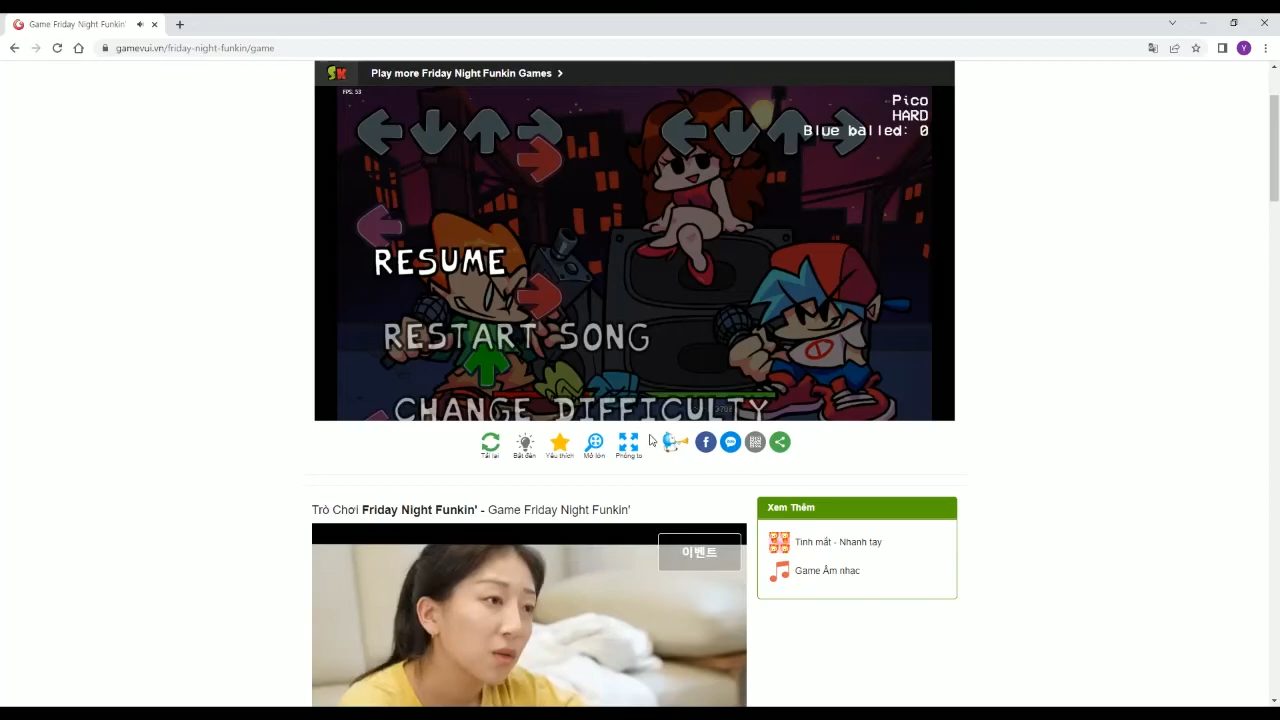 Game Friday Night Funkin'
gamevui.vn/friday-night-funkin/game
Y
SK
Play more Friday Night Funkin Games
FPS: 53
Pico
HARD
Blue balled: 0
RESUME
RESTART SONG
CHANGE DIFFICULTY
Tải lại
Bật đèn
Yêu thích
Mở lớn
Phóng to
Trò Chơi Friday Night Funkin' - Game Friday Night Funkin'
Xem Thêm
이벤트
Tinh mắt - Nhanh tay
Game Âm nhạc